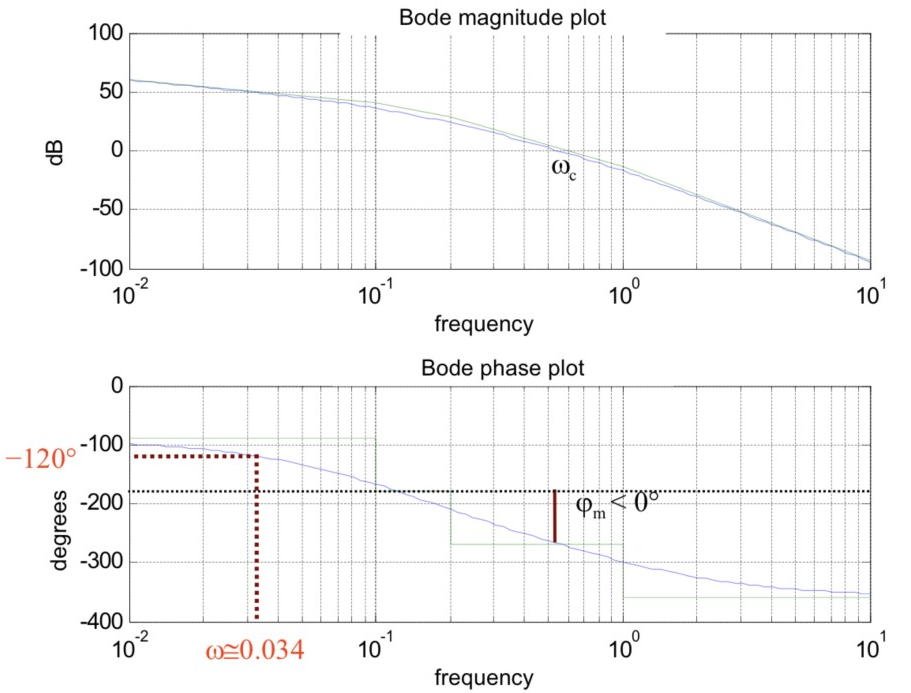 Bode magnitude plot
100
50
0
-50
-100
dB
ωc
10-2 10-1 100 101
frequency
Bode phase plot
0
-100
-200
-300
-400
−120°
degrees
φm < 0°
10-2 10-1 100 101
ω≅0.034
frequency